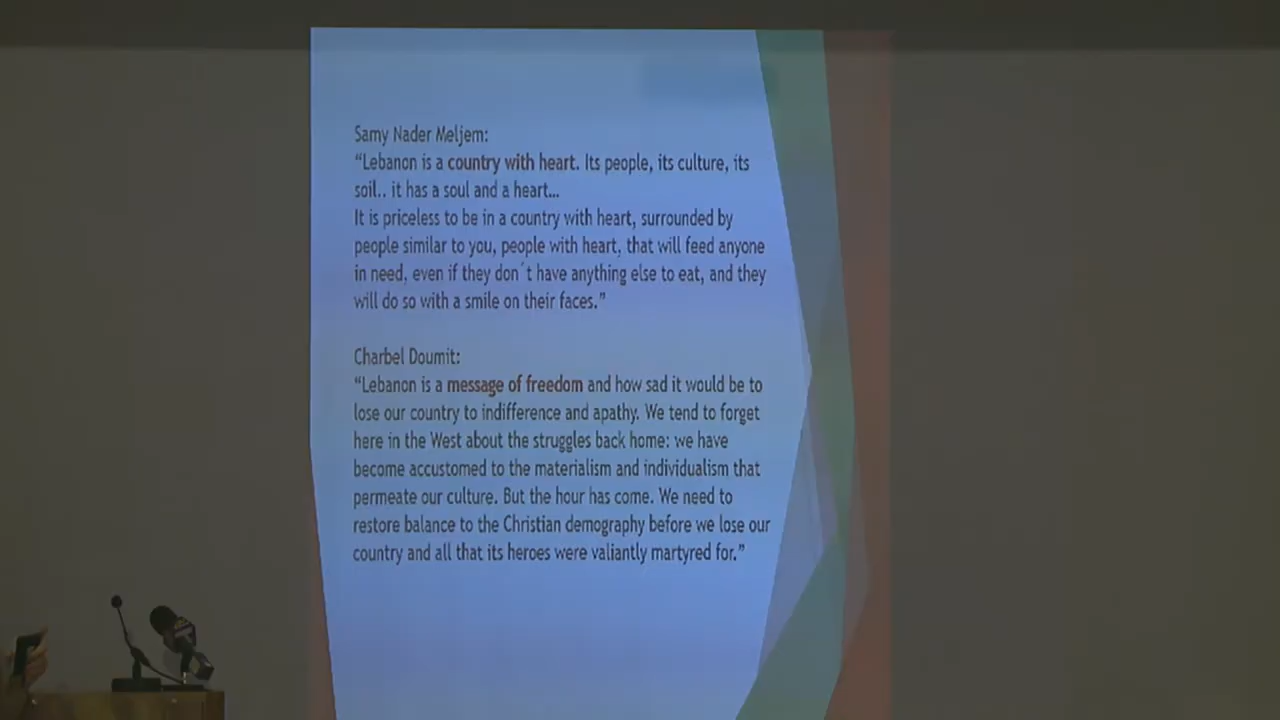 Samy Nader Meljem:
“Lebanon is a country with heart. Its people, its culture, its
soil.. it has a soul and a heart...
It is priceless to be in a country with heart, surrounded by
people similar to you, people with heart, that will feed anyone
in need, even if they don´t have anything else to eat, and they
will do so with a smile on their faces.”
Charbel Doumit:
“Lebanon is a message of freedom and how sad it would be to
lose our country to indifference and apathy. We tend to forget
here in the West about the struggles back home: we have
become accustomed to the materialism and individualism that
permeate our culture. But the hour has come. We need to
restore balance to the Christian demography before we lose our
country and all that its heroes were valiantly martyred for.”